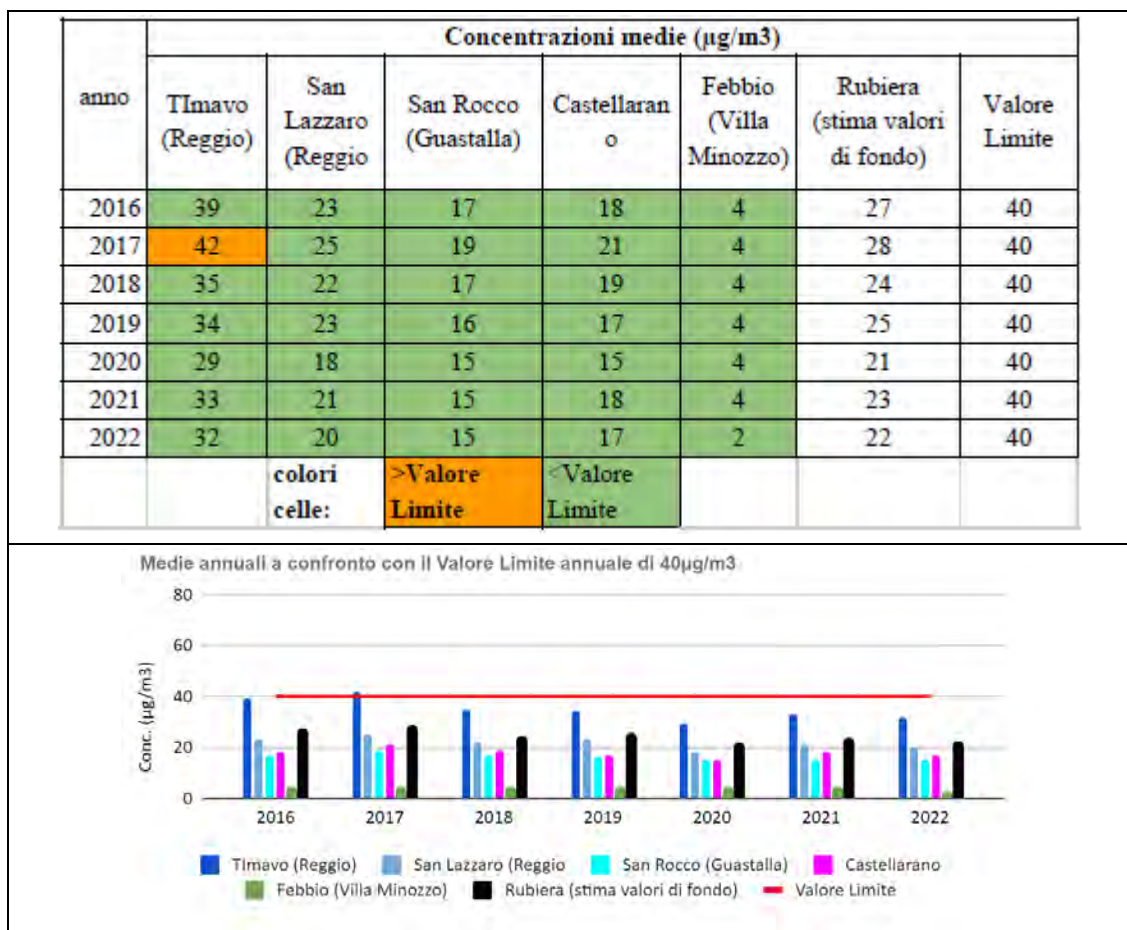 Concentrazioni medie (µg/m3)
anno TImavo (Reggio) San Lazzaro (Reggio San Rocco (Guastalla) Castellaran o Febbio (Villa Minozzo) Rubiera (stima valori di fondo) Valore Limite
2016 39 23 17 18 4 27 40
2017 42 25 19 21 4 28 40
2018 35 22 17 19 4 24 40
2019 34 23 16 17 4 25 40
2020 29 18 15 15 4 21 40
2021 33 21 15 18 4 23 40
2022 32 20 15 17 2 22 40
colori celle: >Valore Limite <Valore Limite
Medie annuali a confronto con il Valore Limite annuale di 40µg/m3
80
60
40
20
0
Conc. (µg/m3)
2016 2017 2018 2019 2020 2021 2022
TImavo (Reggio) San Lazzaro (Reggio San Rocco (Guastalla) Castellarano
Febbio (Villa Minozzo) Rubiera (stima valori di fondo) Valore Limite